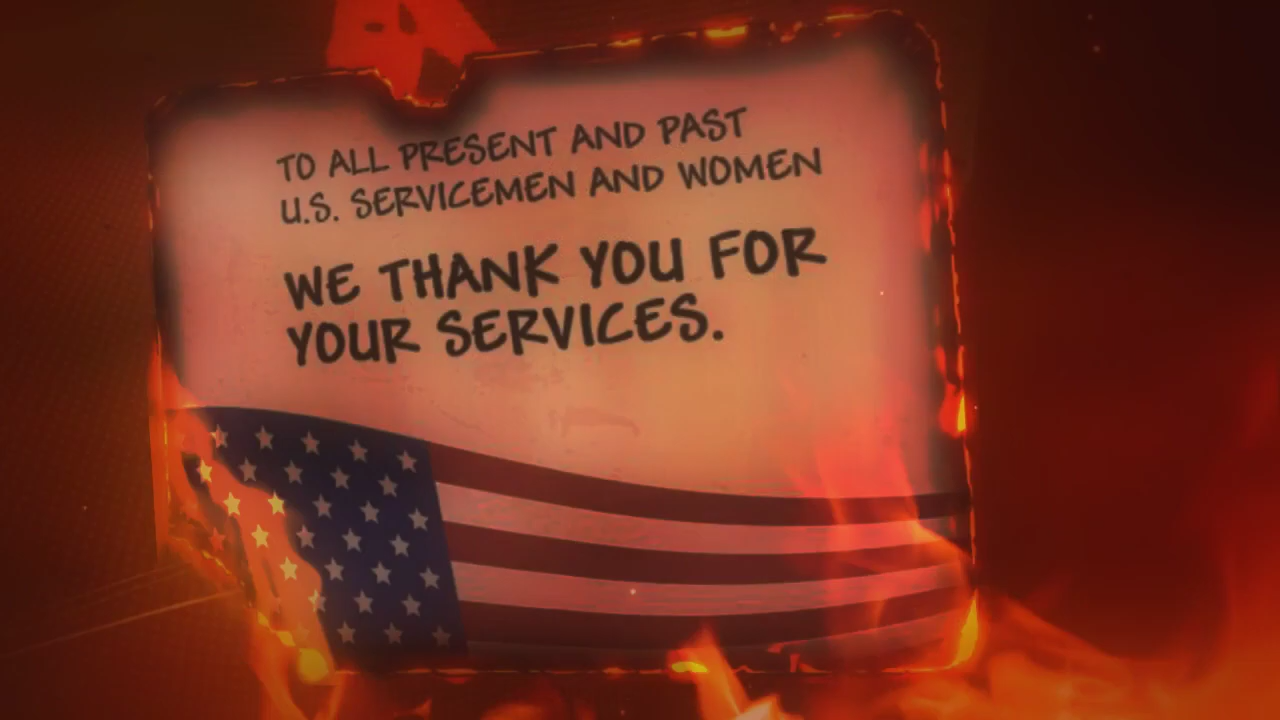 TO ALL PRESENT AND PAST
U.S. SERVICEMEN AND WOMEN
WE THANK YOU FOR
YOUR SERVICES.